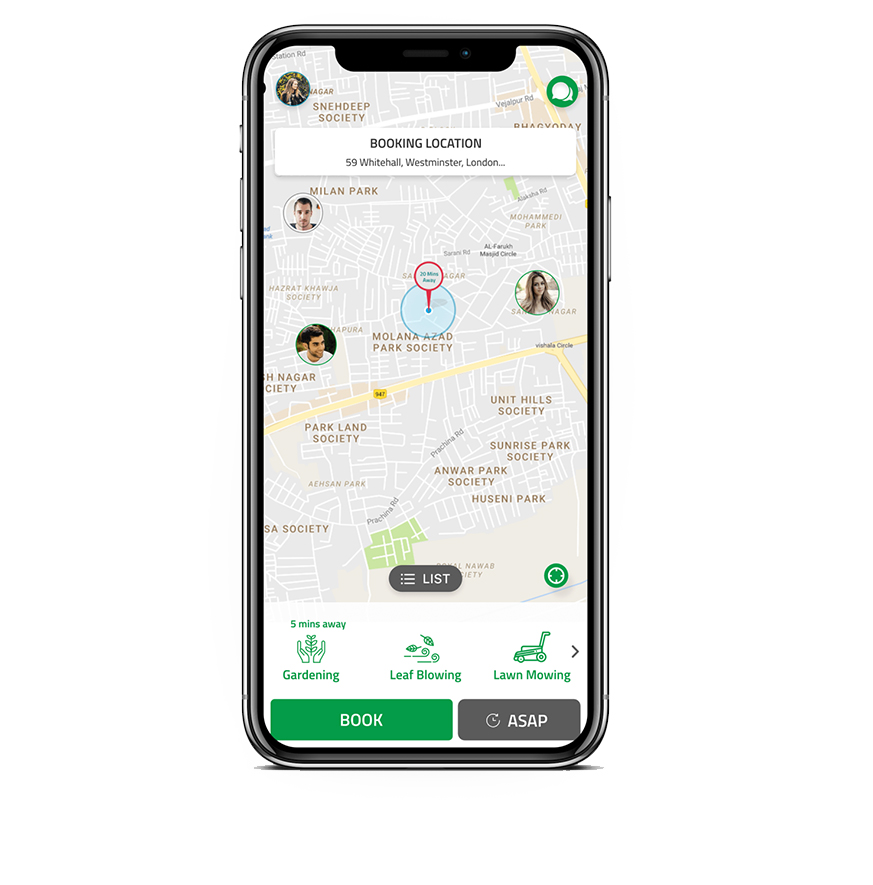 Station Rd
NAGAR
SNEHDEEP
SOCIETY
Vejalpur Rd
BHAGYODAY
BOOKING LOCATION
59 Whitehall, Westminster, London...
MILAN PARK
Alaksha Rd
MOHAMMEDI
PARK
AL-Farukh
Masjid Circle
Sarani Rd
20 Mins
Away
NAGAR
HAZRAT KHAWJA
SOCIETY
NAGAR
HAPURA
MOLANA AZAD
PARK SOCIETY
vishala Circle
SH NAGAR
CIETY
947
UNIT HILLS
SOCIETY
PARK LAND
SOCIETY
Prachina Rd
SUNRISE PARK
SOCIETY
ANWAR PARK
SOCIETY
AEHSAN PARK
HUSENI PARK
Prachina Rd
SA SOCIETY
NAWAB
LIST
5 mins away
Gardening
Leaf Blowing
Lawn Mowing
BOOK
ASAP